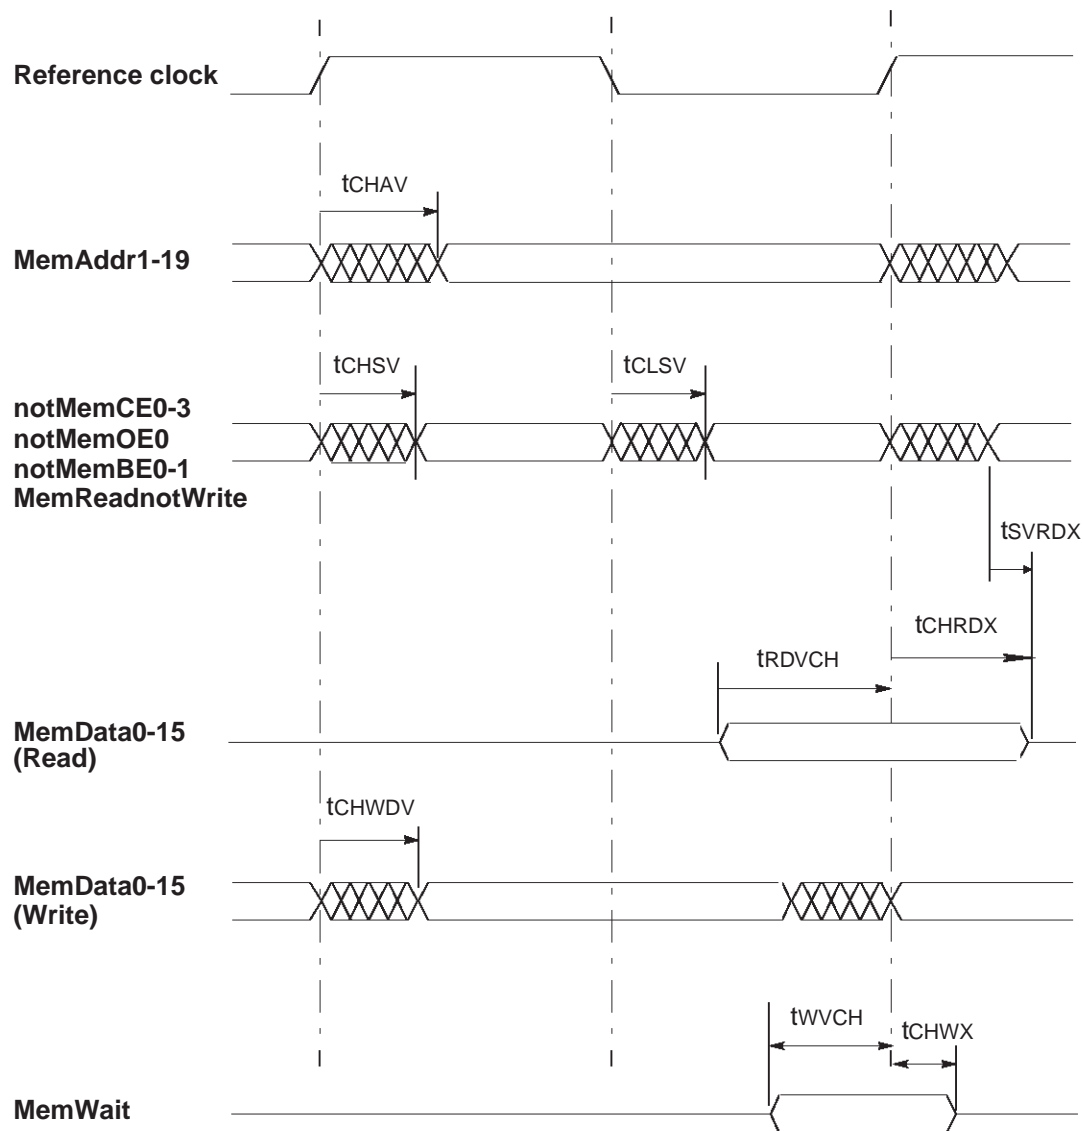 Reference clock
tCHAV
MemAddr1-19
tCHSV
tCLSV
notMemCE0-3
notMemOE0
notMemBE0-1
MemReadnotWrite
tSVRDX
tCHRDX
tRDVCH
MemData0-15
(Read)
tCHWDV
MemData0-15
(Write)
tWVCH
tCHWX
MemWait